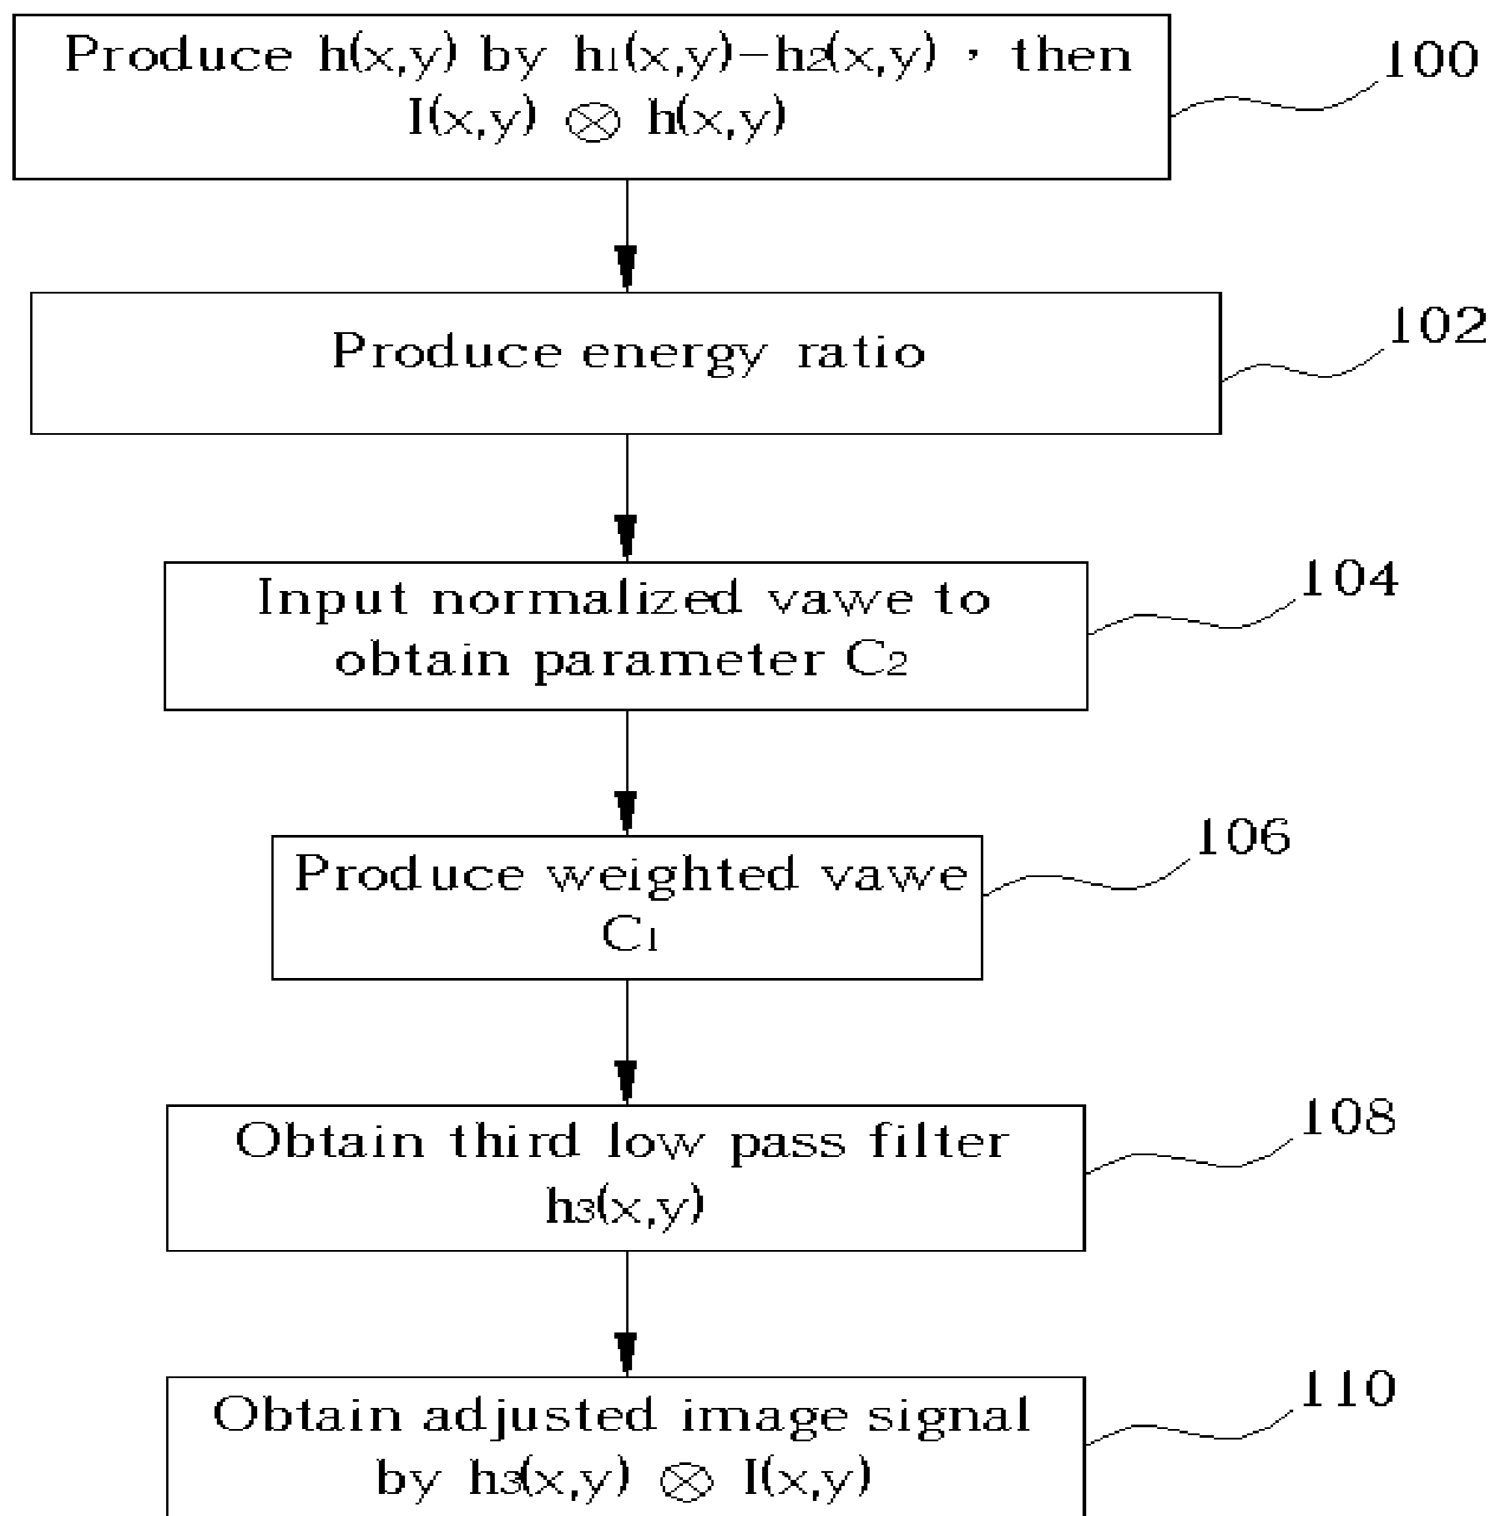 Produce h(x,y) by h₁(x,y)-h₂(x,y) , then
I(x,y) ⊗ h(x,y)
100
Produce energy ratio
102
Input normalized vawe to
obtain parameter C₂
104
Produce weighted vawe
C₁
106
Obtain third low pass filter
h₃(x,y)
108
Obtain adjusted image signal
by h₃(x,y) ⊗ I(x,y)
110